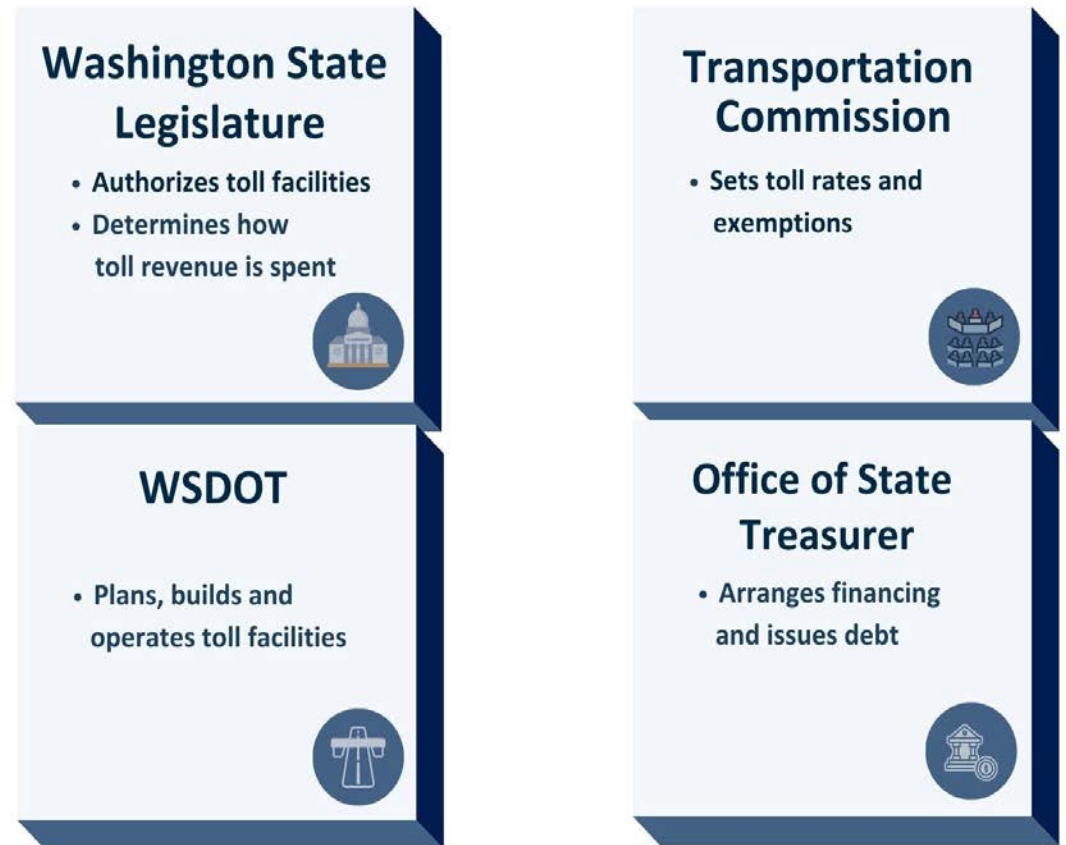 Washington State
Legislature
• Authorizes toll facilities
• Determines how
toll revenue is spent
Transportation
Commission
• Sets toll rates and
exemptions
WSDOT
• Plans, builds and
operates toll facilities
Office of State
Treasurer
• Arranges financing
and issues debt